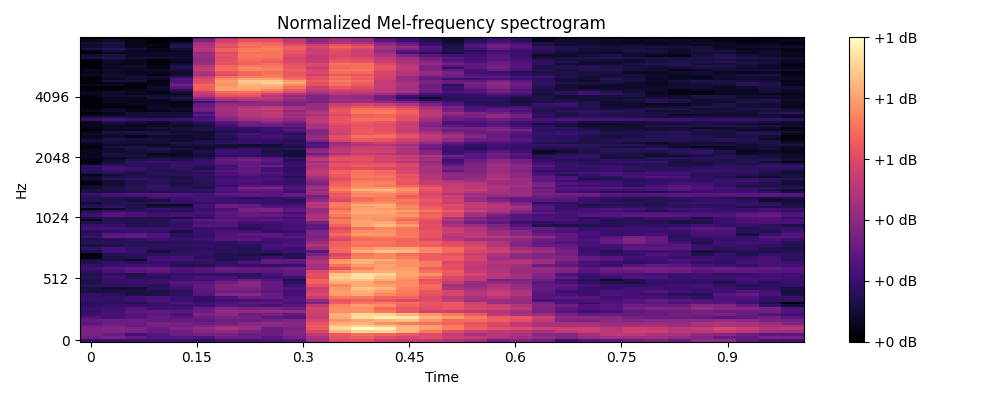 Normalized Mel-frequency spectrogram
Hz
4096
2048
1024
512
0
0 0.15 0.3 0.45 0.6 0.75 0.9
Time
+1 dB
+1 dB
+1 dB
+0 dB
+0 dB
+0 dB